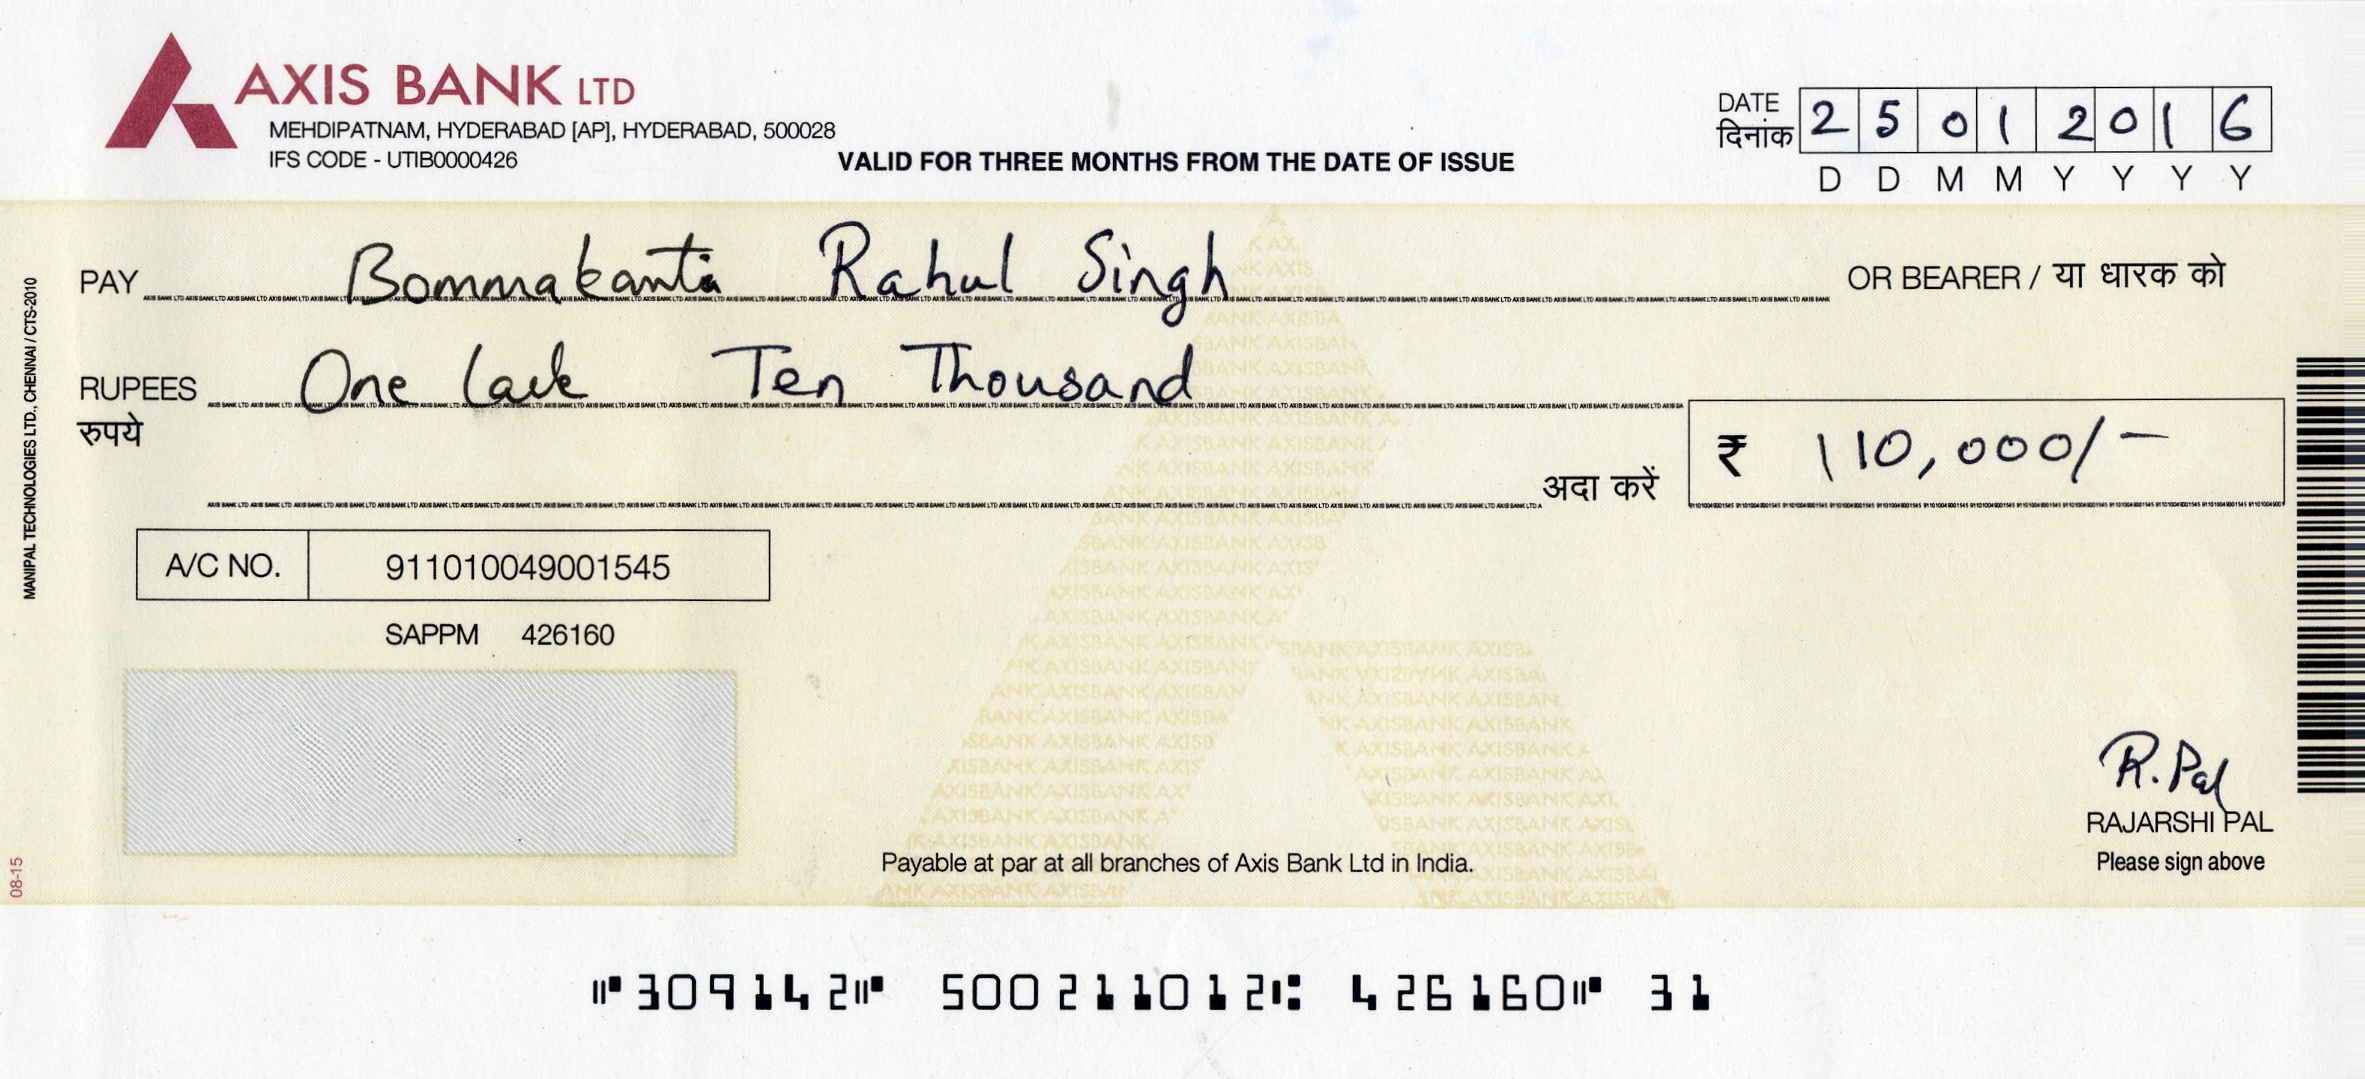 AXIS BANK LTD
MEHDIPATNAM, HYDERABAD [AP], HYDERABAD, 500028
IFS CODE - UTIB0000426
VALID FOR THREE MONTHS FROM THE DATE OF ISSUE
DATE
दिनांक
2 5 0 1 2 0 1 6
D D M M Y Y Y Y
PAY Bommakanti Rahul Singh OR BEARER / या धारक को
RUPEES One Lack Ten Thousand
रुपये
अदा करें ₹ 110,000/-
A/C NO. 911010049001545
SAPPM 426160
R. Pal
RAJARSHI PAL
Please sign above
Payable at par at all branches of Axis Bank Ltd in India.
MANIPAL TECHNOLOGIES LTD., CHENNAI / CTS-2010
08-15
⑈309142⑈ 500211012⑆ 426160⑈ 31